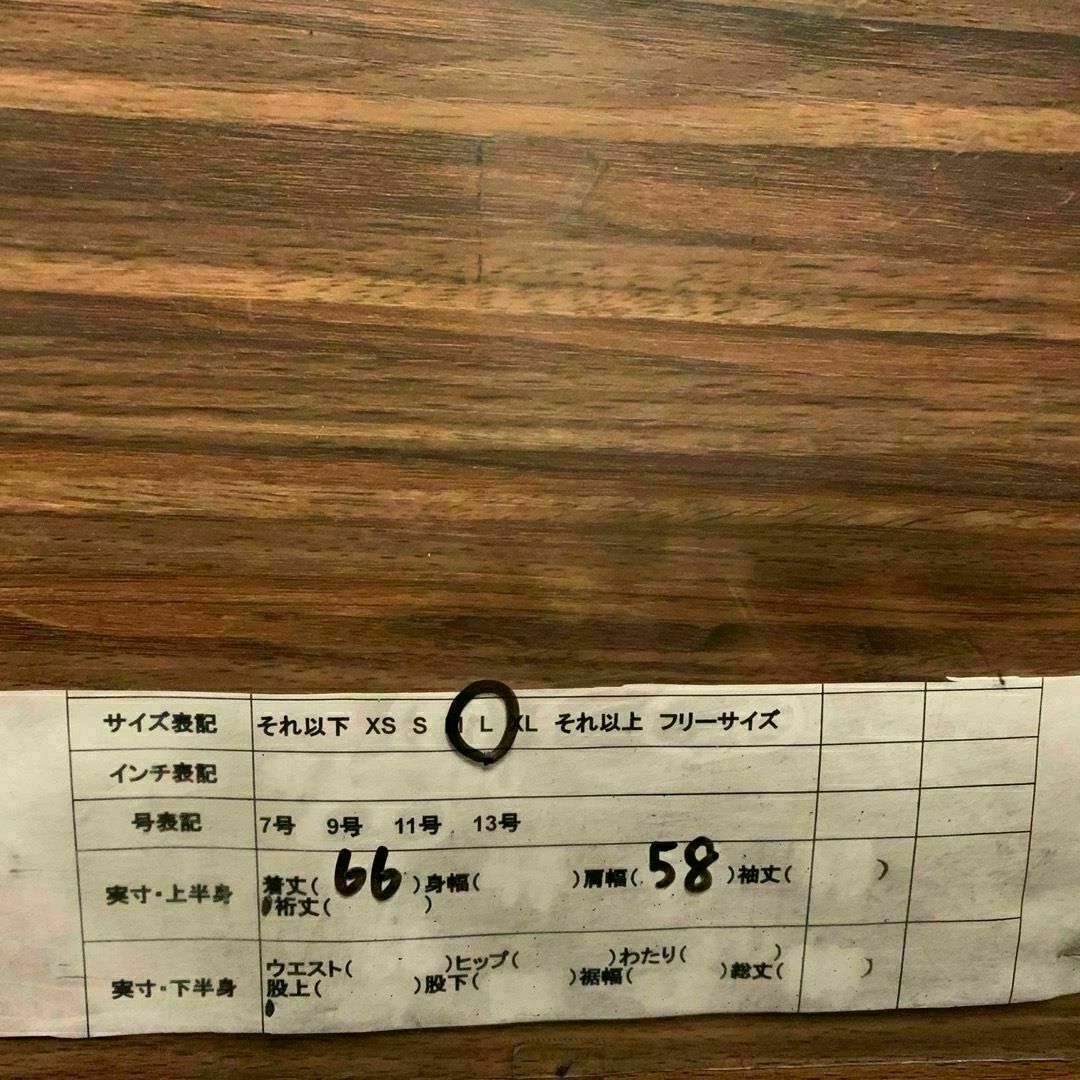 サイズ表記 それ以下 XS S L XL それ以上 フリーサイズ
インチ表記
号表記 7号 9号 11号 13号
実寸・上半身 着丈( 66 )身幅( )肩幅( 58 )袖丈( )
裄丈( )
実寸・下半身 ウエスト( )ヒップ( )わたり( )
股上( )股下( )裾幅( )総丈( )